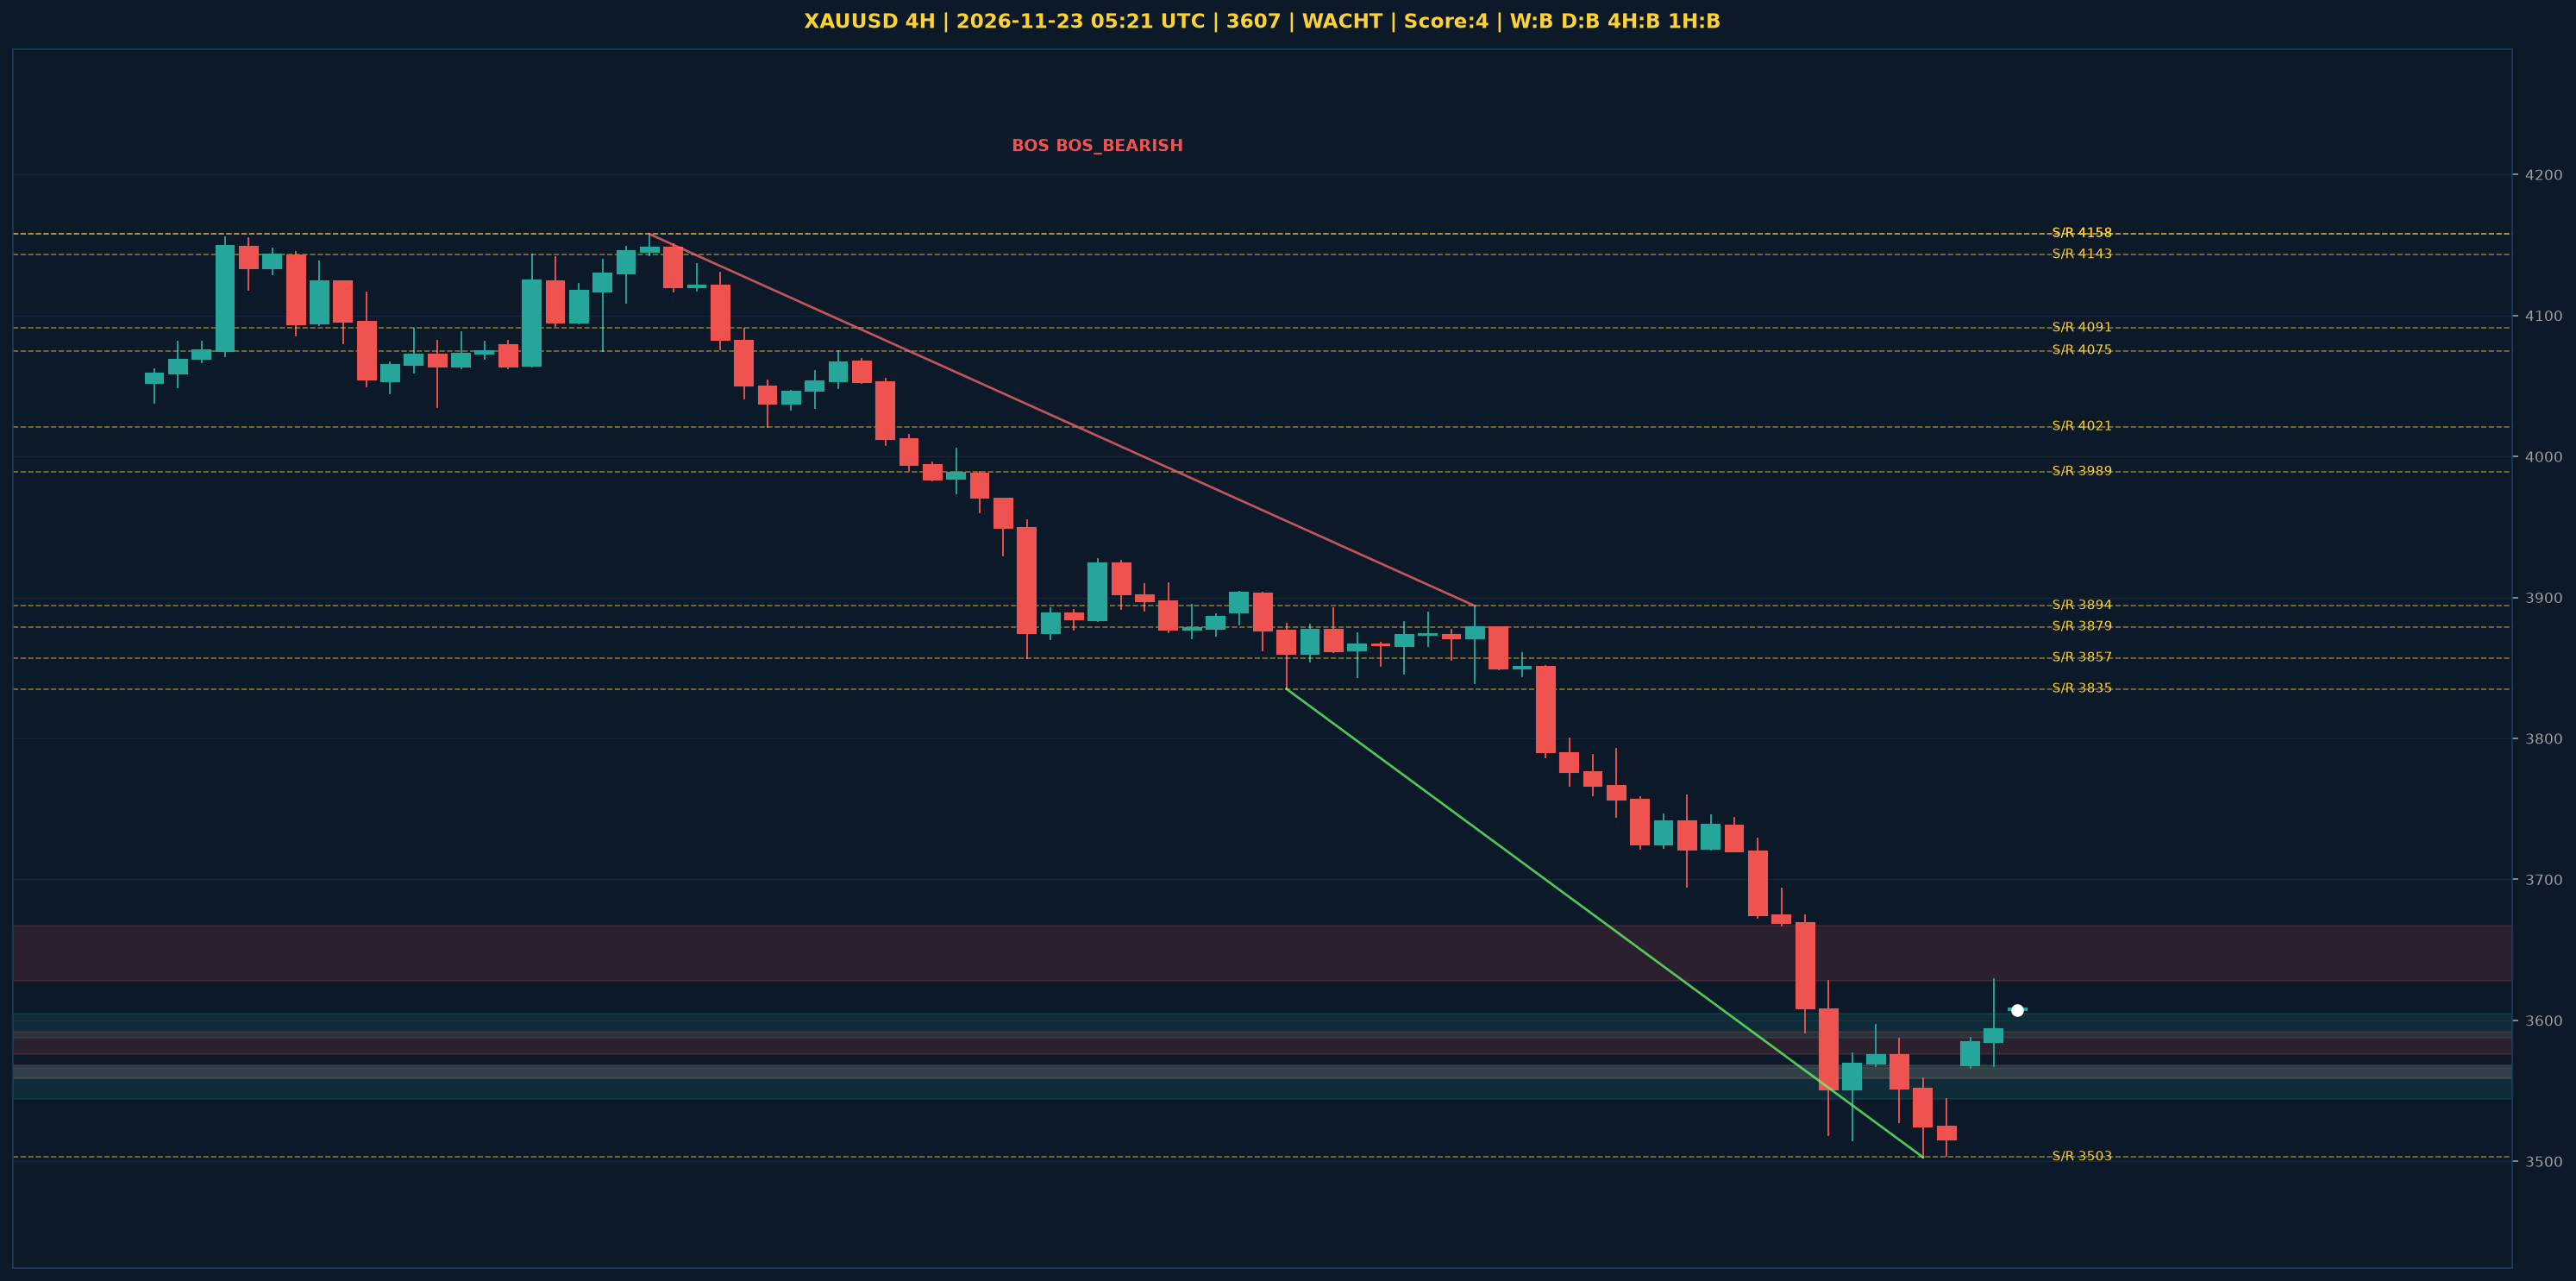 XAUUSD 4H | 2026-11-23 05:21 UTC | 3607 | WACHT | Score:4 | W:B D:B 4H:B 1H:B
BOS BOS_BEARISH
4200
S/R 4158
S/R 4143
4100
S/R 4091
S/R 4075
S/R 4021
4000
S/R 3989
3900
S/R 3894
S/R 3879
S/R 3857
S/R 3835
3800
3700
3600
S/R 3503
3500